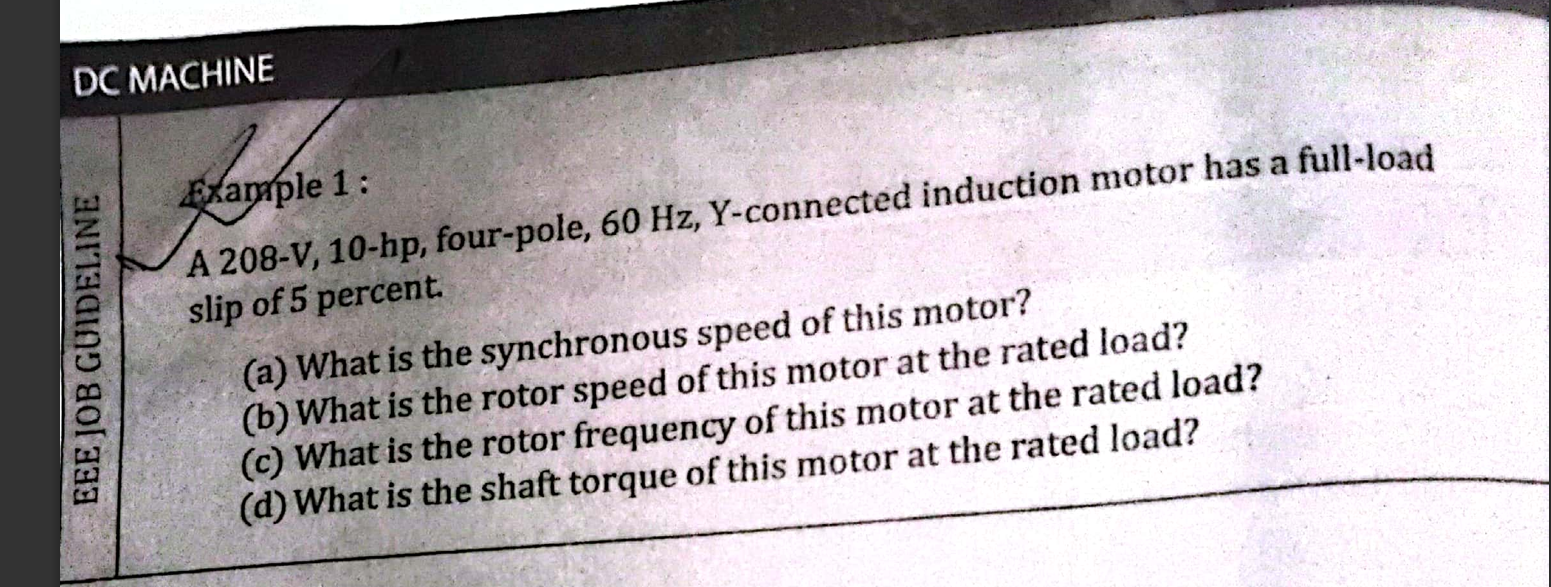 DC MACHINE
EEE JOB GUIDELINE
Example 1 :
A 208-V, 10-hp, four-pole, 60 Hz, Y-connected induction motor has a full-load
slip of 5 percent.
(a) What is the synchronous speed of this motor?
(b) What is the rotor speed of this motor at the rated load?
(c) What is the rotor frequency of this motor at the rated load?
(d) What is the shaft torque of this motor at the rated load?